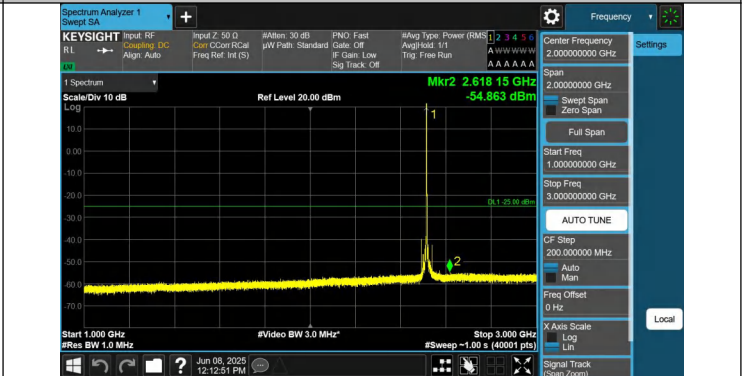 Spectrum Analyzer 1
Swept SA
Frequency
KEYSIGHT Input: RF Input Z: 50 Ω #Atten: 30 dB PNO: Fast #Avg Type: Power (RMS 1 2 3 4 5 6
RL Coupling: DC Corr CCorr RCal µW Path: Standard Gate: Off Avg|Hold: 1/1 A W W W W W
Align: Auto Freq Ref: Int (S) IF Gain: Low Trig: Free Run
Sig Track: Off A A A A A A
1 Spectrum
Mkr2 2.618 15 GHz
Scale/Div 10 dB Ref Level 20.00 dBm -54.863 dBm
Log
1
10.0
0.00
-10.0
-20.0
DL1 -25.00 dBm
-30.0
-40.0
-50.0
2
-60.0
-70.0
Start 1.000 GHz #Video BW 3.0 MHz* Stop 3.000 GHz
#Res BW 1.0 MHz #Sweep ~1.00 s (40001 pts)
?
Jun 08, 2025
12:12:51 PM
Center Frequency
2.000000000 GHz
Settings
Span
2.00000000 GHz
Swept Span
Zero Span
Full Span
Start Freq
1.000000000 GHz
Stop Freq
3.000000000 GHz
AUTO TUNE
CF Step
200.000000 MHz
Auto
Man
Freq Offset
0 Hz
Local
X Axis Scale
Log
Lin
Signal Track
(Span Zoom)